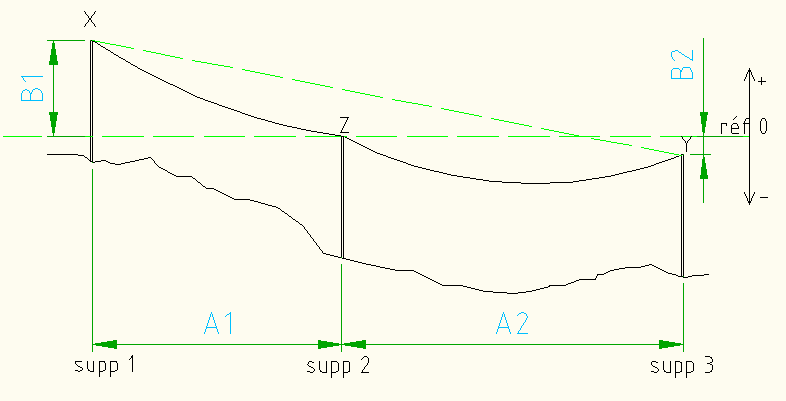 X
B1
B2
+
Z
réf 0
Y
-
A1
A2
supp 1
supp 2
supp 3